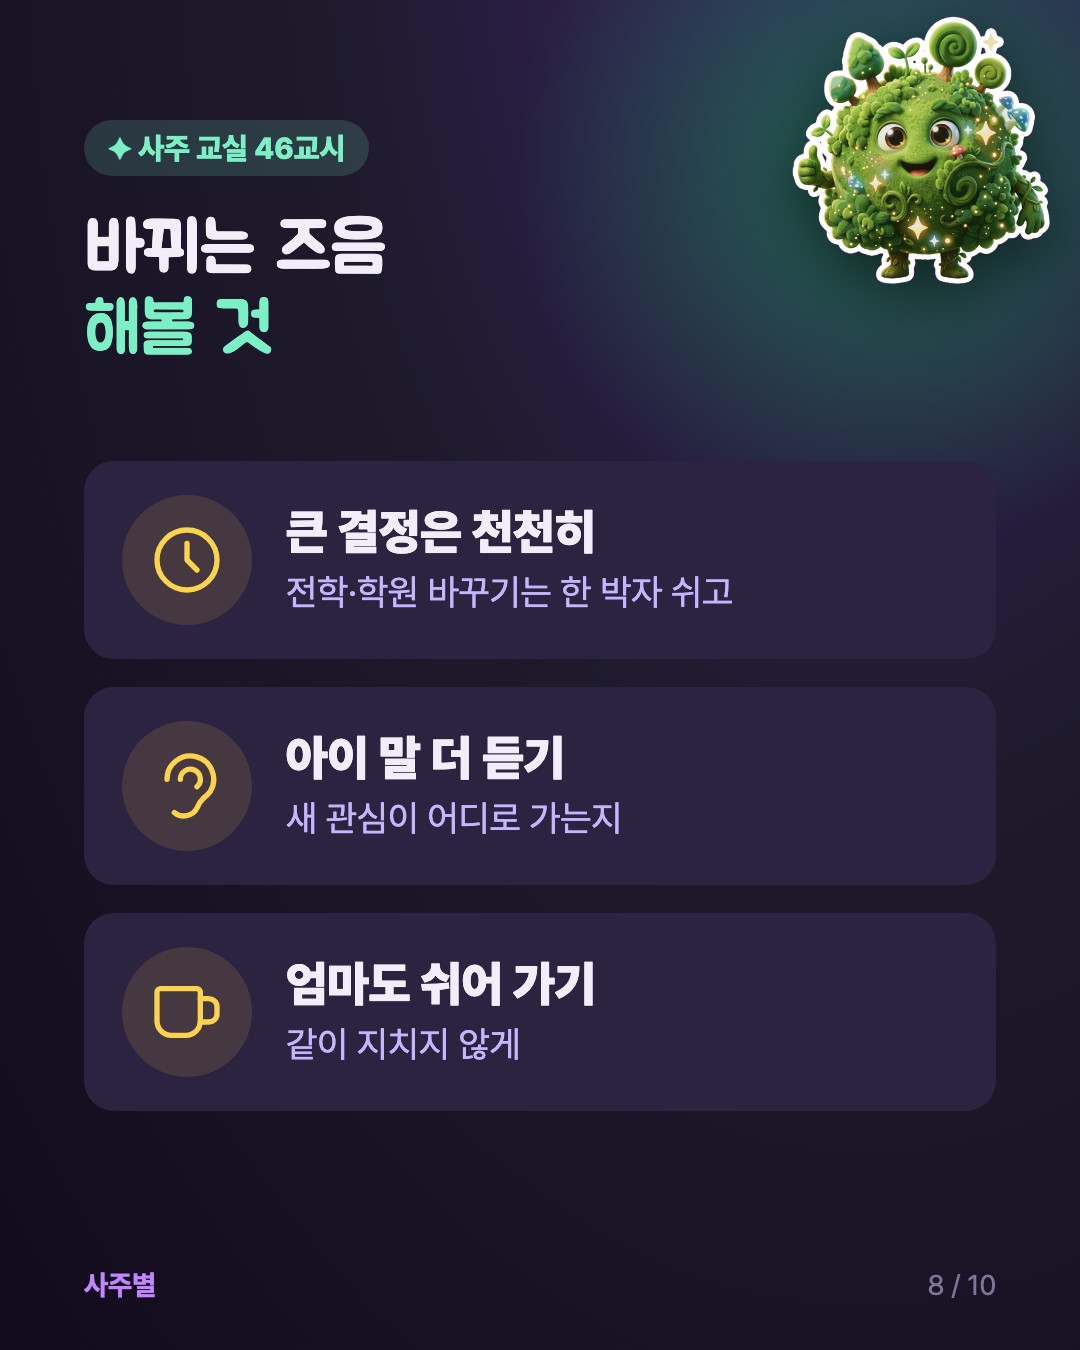 ✦ 사주 교실 46교시
바뀌는 즈음
해볼 것
큰 결정은 천천히
전학·학원 바꾸기는 한 박자 쉬고
아이 말 더 듣기
새 관심이 어디로 가는지
엄마도 쉬어 가기
같이 지치지 않게
사주별
8 / 10